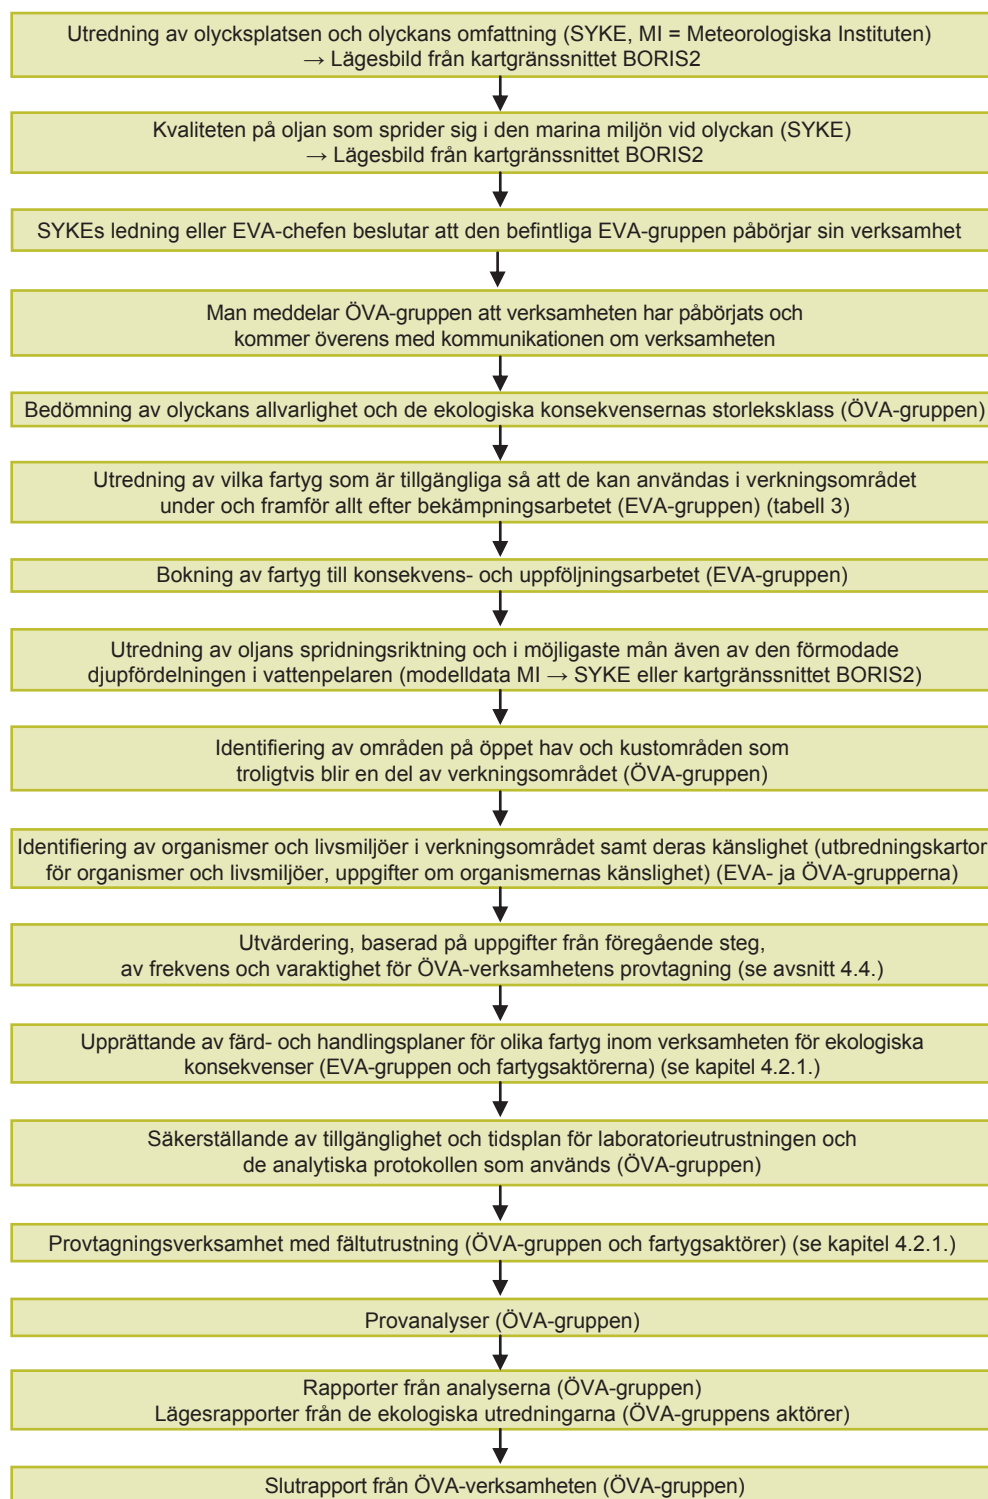 Utredning av olycksplatsen och olyckans omfattning (SYKE, MI = Meteorologiska Instituten)
→ Lägesbild från kartgränssnittet BORIS2
Kvaliteten på oljan som sprider sig i den marina miljön vid olyckan (SYKE)
→ Lägesbild från kartgränssnittet BORIS2
SYKEs ledning eller EVA-chefen beslutar att den befintliga EVA-gruppen påbörjar sin verksamhet
Man meddelar ÖVA-gruppen att verksamheten har påbörjats och
kommer överens med kommunikationen om verksamheten
Bedömning av olyckans allvarlighet och de ekologiska konsekvensernas storleksklass (ÖVA-gruppen)
Utredning av vilka fartyg som är tillgängliga så att de kan användas i verkningsområdet
under och framför allt efter bekämpningsarbetet (EVA-gruppen) (tabell 3)
Bokning av fartyg till konsekvens- och uppföljningsarbetet (EVA-gruppen)
Utredning av oljans spridningsriktning och i möjligaste mån även av den förmodade
djupfördelningen i vattenpelaren (modelldata MI → SYKE eller kartgränssnittet BORIS2)
Identifiering av områden på öppet hav och kustområden som
troligtvis blir en del av verkningsområdet (ÖVA-gruppen)
Identifiering av organismer och livsmiljöer i verkningsområdet samt deras känslighet (utbredningskartor
för organismer och livsmiljöer, uppgifter om organismernas känslighet) (EVA- ja ÖVA-grupperna)
Utvärdering, baserad på uppgifter från föregående steg,
av frekvens och varaktighet för ÖVA-verksamhetens provtagning (se avsnitt 4.4.)
Upprättande av färd- och handlingsplaner för olika fartyg inom verksamheten för ekologiska
konsekvenser (EVA-gruppen och fartygsaktörerna) (se kapitel 4.2.1.)
Säkerställande av tillgänglighet och tidsplan för laboratorieutrustningen och
de analytiska protokollen som används (ÖVA-gruppen)
Provtagningsverksamhet med fältutrustning (ÖVA-gruppen och fartygsaktörer) (se kapitel 4.2.1.)
Provanalyser (ÖVA-gruppen)
Rapporter från analyserna (ÖVA-gruppen)
Lägesrapporter från de ekologiska utredningarna (ÖVA-gruppens aktörer)
Slutrapport från ÖVA-verksamheten (ÖVA-gruppen)